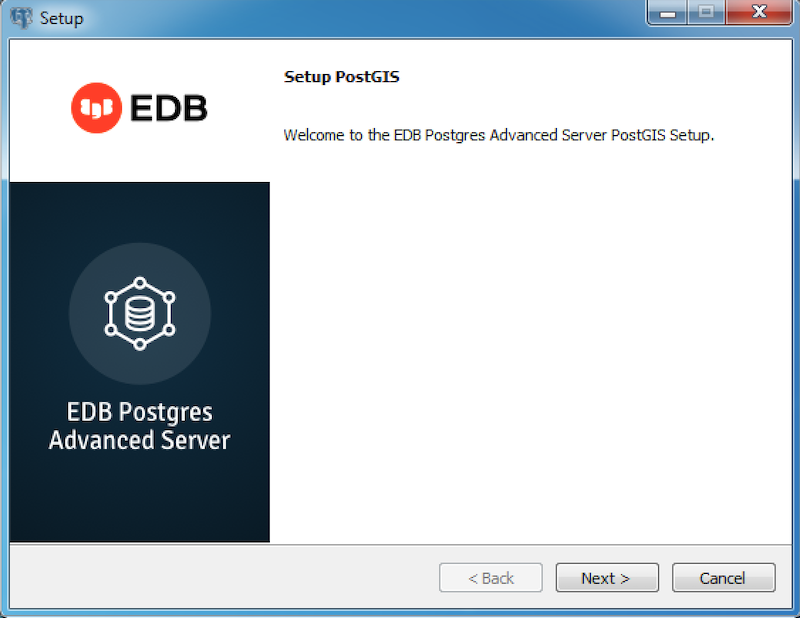 Setup
EDB
Setup PostGIS
Welcome to the EDB Postgres Advanced Server PostGIS Setup.
EDB Postgres
Advanced Server
< Back
Next >
Cancel